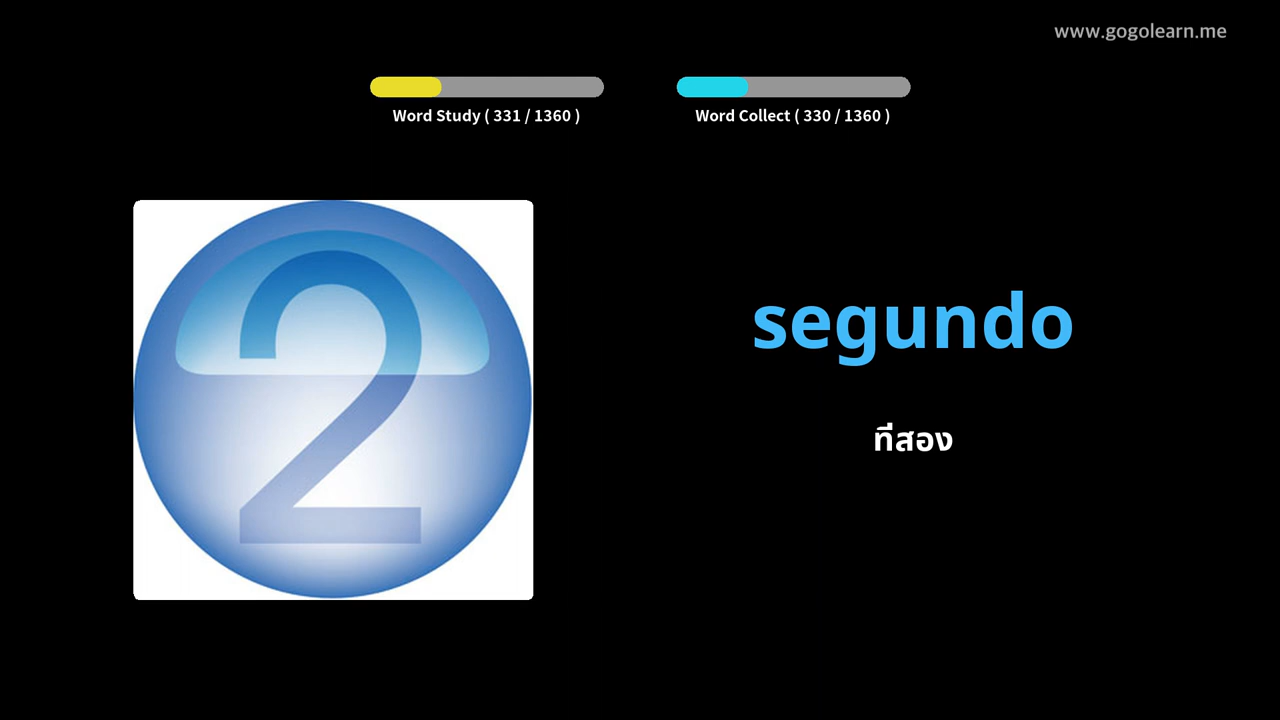 www.gogolearn.me
Word Study ( 331 / 1360 )
Word Collect ( 330 / 1360 )
2
segundo
ที่สอง